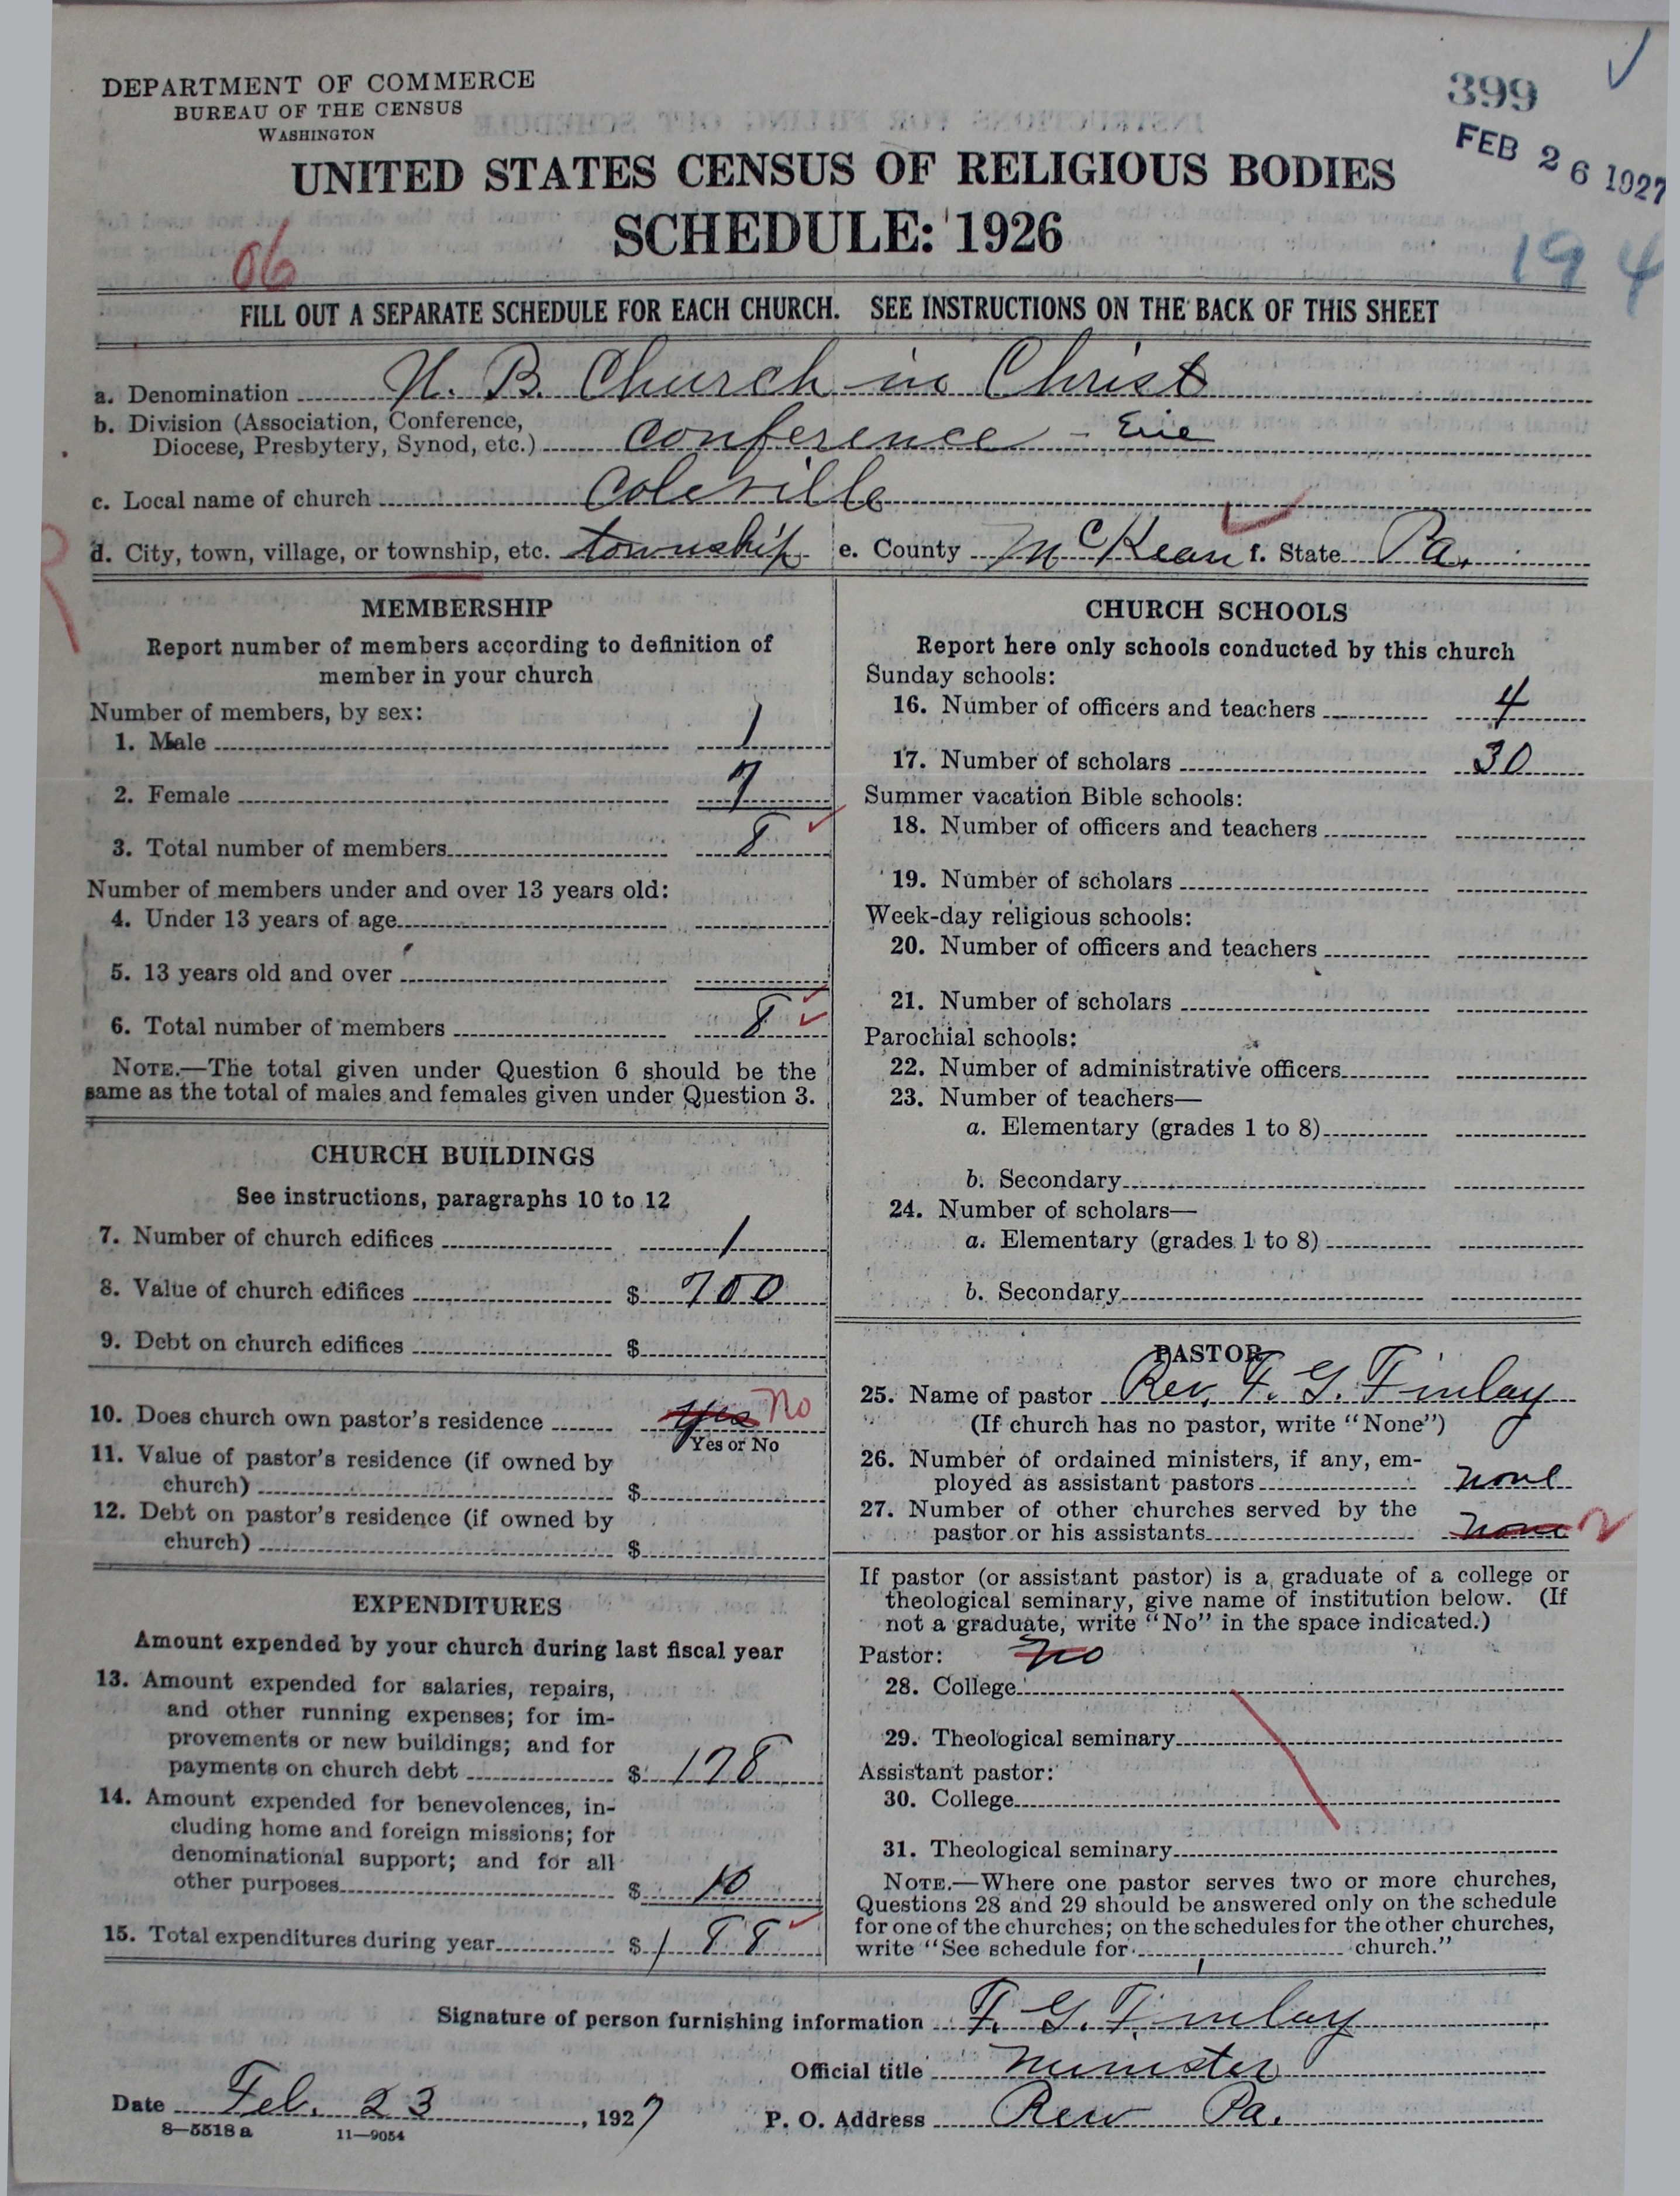 DEPARTMENT OF COMMERCE
BUREAU OF THE CENSUS
WASHINGTON
399
FEB 26 1927
UNITED STATES CENSUS OF RELIGIOUS BODIES
SCHEDULE: 1926
06
194
FILL OUT A SEPARATE SCHEDULE FOR EACH CHURCH. SEE INSTRUCTIONS ON THE BACK OF THIS SHEET
a. Denomination U. B. Church in Christ
b. Division (Association, Conference,
Diocese, Presbytery, Synod, etc.) Conference - Erie
c. Local name of church Coleville
d. City, town, village, or township, etc. township e. County McKean f. State Pa.
MEMBERSHIP
Report number of members according to definition of
member in your church
Number of members, by sex:
1. Male 1
2. Female 7
3. Total number of members 8
Number of members under and over 13 years old:
4. Under 13 years of age
5. 13 years old and over
6. Total number of members 8
NOTE.—The total given under Question 6 should be the
same as the total of males and females given under Question 3.
CHURCH BUILDINGS
See instructions, paragraphs 10 to 12
7. Number of church edifices 1
8. Value of church edifices $ 700
9. Debt on church edifices $
10. Does church own pastor's residence yes No
Yes or No
11. Value of pastor's residence (if owned by
church) $
12. Debt on pastor's residence (if owned by
church) $
EXPENDITURES
Amount expended by your church during last fiscal year
13. Amount expended for salaries, repairs,
and other running expenses; for im-
provements or new buildings; and for
payments on church debt $ 178
14. Amount expended for benevolences, in-
cluding home and foreign missions; for
denominational support; and for all
other purposes $ 10
15. Total expenditures during year $ 188
CHURCH SCHOOLS
Report here only schools conducted by this church
Sunday schools:
16. Number of officers and teachers 4
17. Number of scholars 30
Summer vacation Bible schools:
18. Number of officers and teachers
19. Number of scholars
Week-day religious schools:
20. Number of officers and teachers
21. Number of scholars
Parochial schools:
22. Number of administrative officers
23. Number of teachers—
a. Elementary (grades 1 to 8)
b. Secondary
24. Number of scholars—
a. Elementary (grades 1 to 8)
b. Secondary
PASTOR
25. Name of pastor Rev. F. G. Finlay
(If church has no pastor, write "None")
26. Number of ordained ministers, if any, em-
ployed as assistant pastors none
27. Number of other churches served by the
pastor or his assistants none 2
If pastor (or assistant pastor) is a graduate of a college or
theological seminary, give name of institution below. (If
not a graduate, write "No" in the space indicated.)
Pastor: no
28. College
29. Theological seminary
Assistant pastor:
30. College
31. Theological seminary
NOTE.—Where one pastor serves two or more churches,
Questions 28 and 29 should be answered only on the schedule
for one of the churches; on the schedules for the other churches,
write "See schedule for church."
Signature of person furnishing information F. G. Finlay
Official title minister
Date Feb. 23, 1927 P. O. Address Rew Pa.
8—5518 a 11—9054